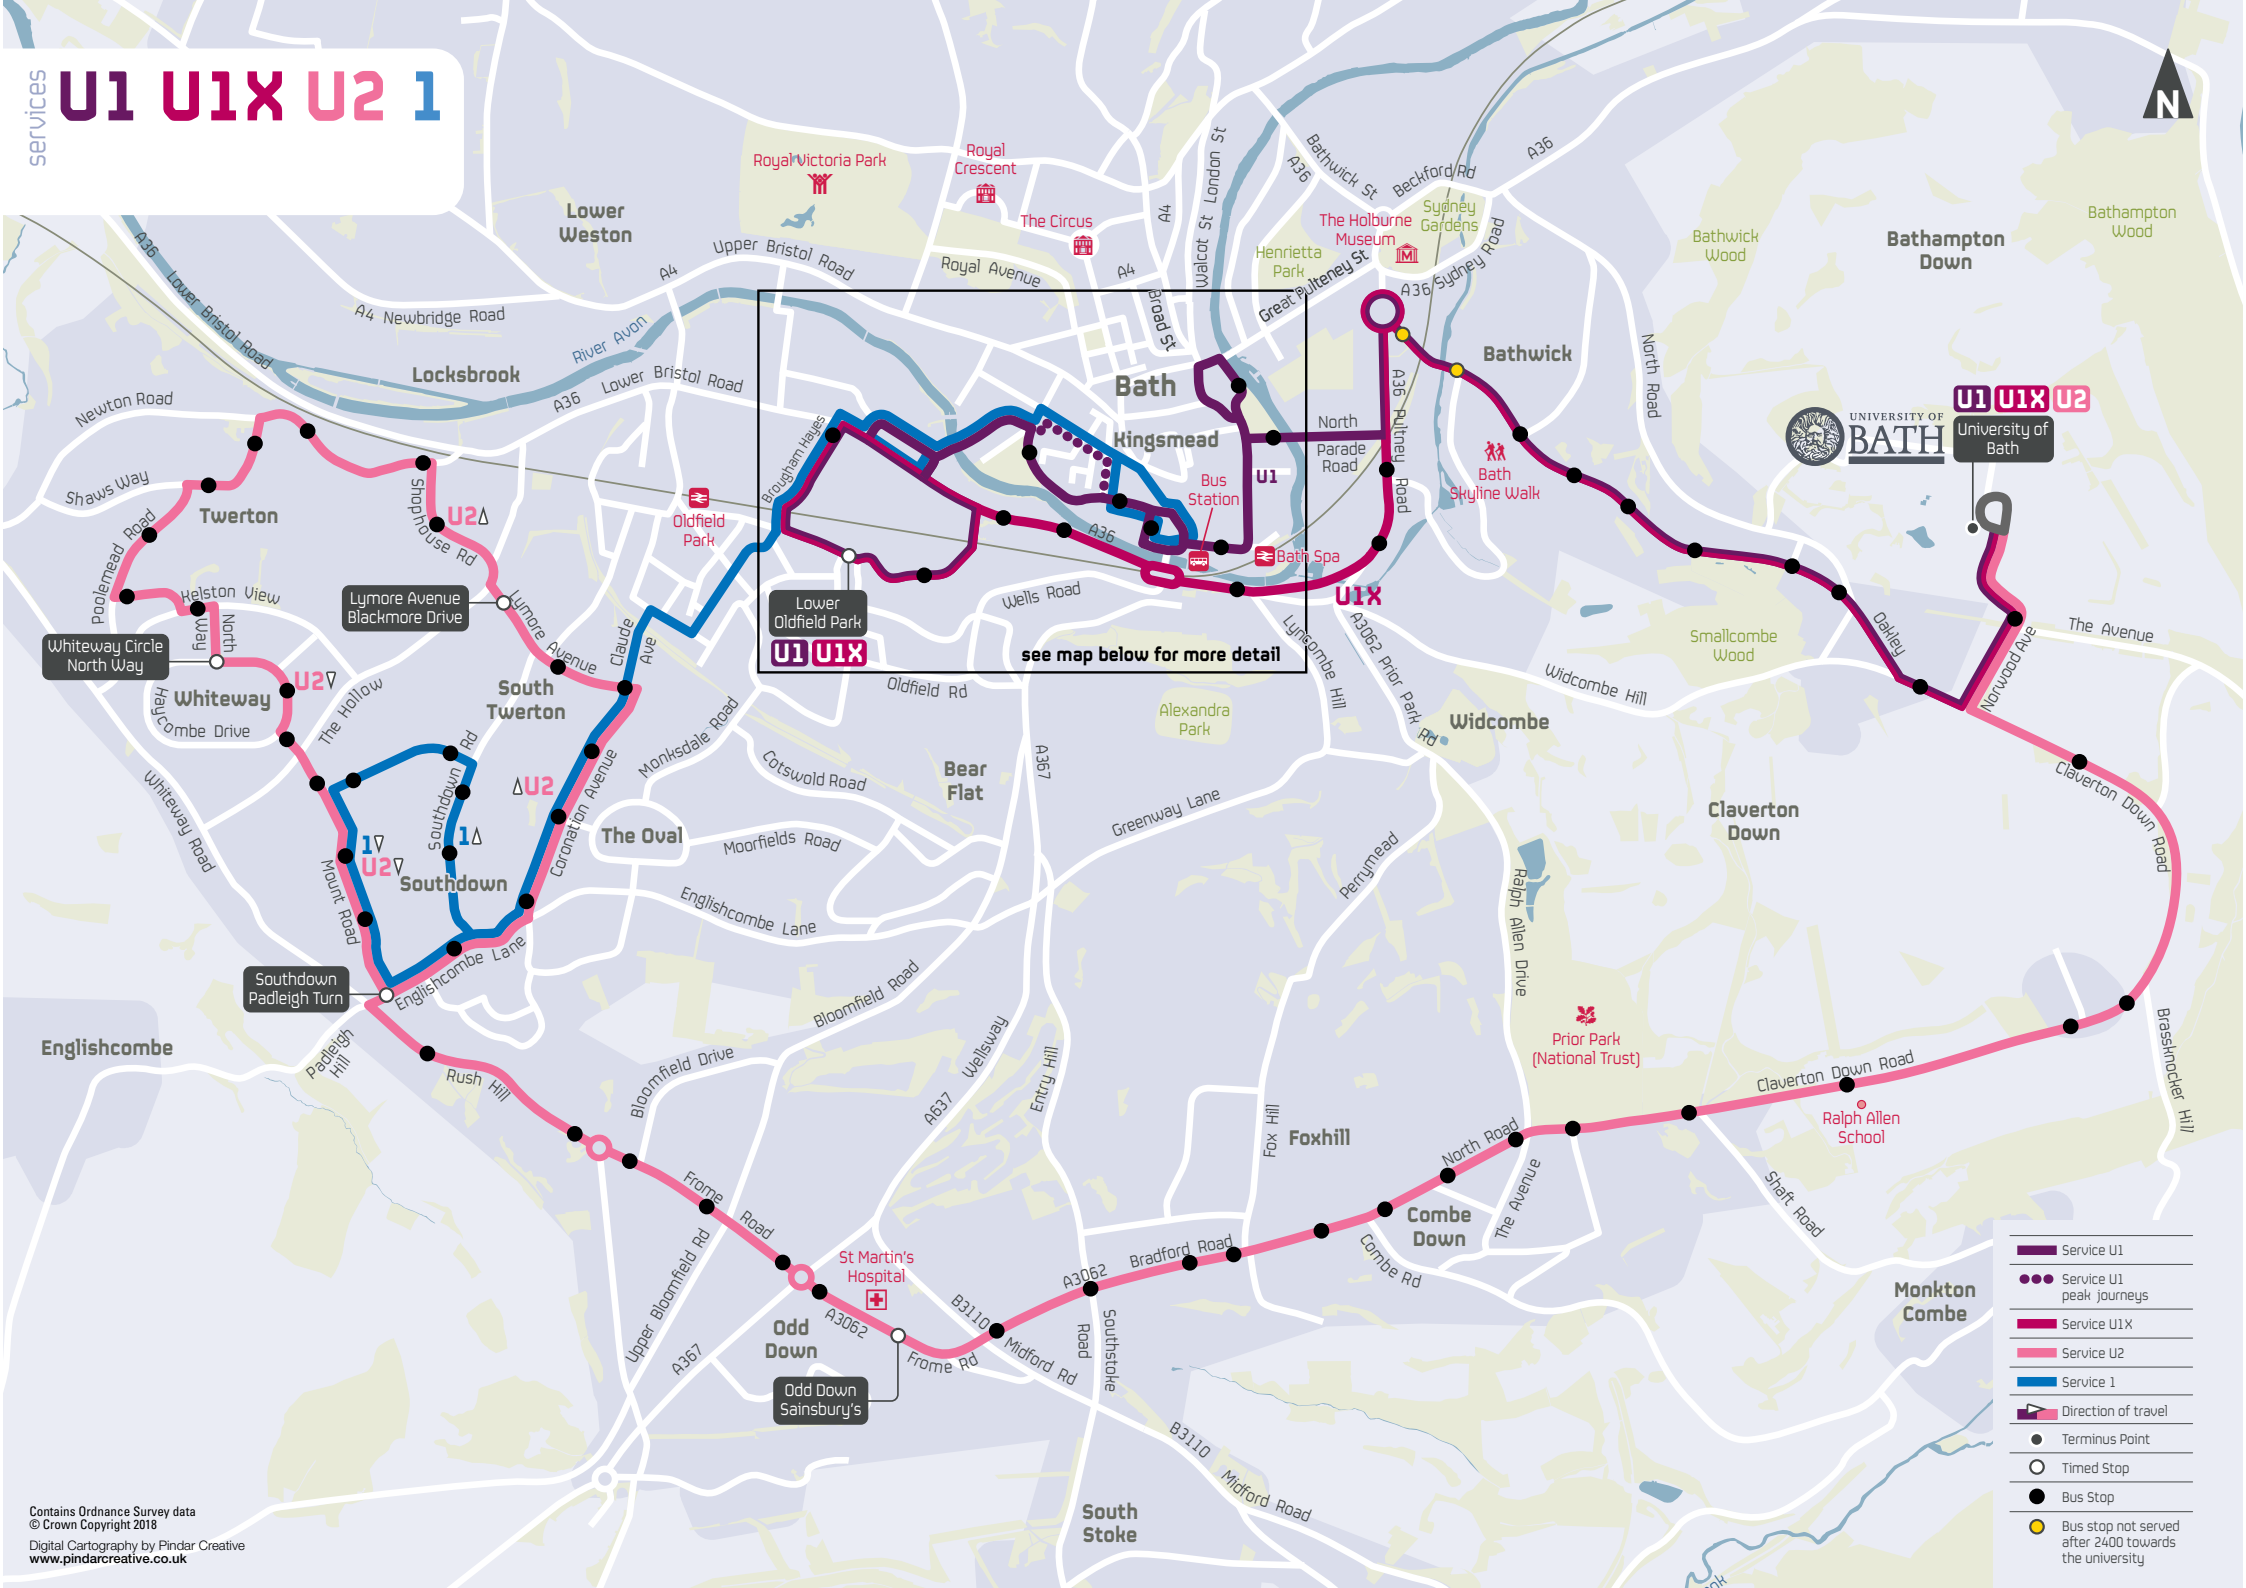 services
U1 U1X U2 1
N
Royal Victoria Park
Royal
Crescent
The Circus
Lower
Weston
A36
Lower Bristol Road
A4
Upper Bristol Road
Royal Avenue
A4
A4
Broad St
Walcot St
London St
A36
Bathwick St
Beckford Rd
A36
The Holburne
Museum
Sydney
Gardens
Henrietta
Park
Great Pulteney St
A36 Sydney Road
Bathwick
Wood
Bathampton
Down
Bathampton
Wood
A4 Newbridge Road
River Avon
Locksbrook
A36
Lower Bristol Road
Newton Road
Shaws Way
Twerton
Poolemead Road
Shophouse Rd
U2
Kelston View
North
Way
Lymore Avenue
Blackmore Drive
Lymore Avenue
Whiteway Circle
North Way
Whiteway
U2
Haycombe Drive
The Hollow
South
Twerton
Claude
Ave
Oldfield
Park
Brougham Hayes
Bath
Kingsmead
Bus
Station
U1
North
Parade
Road
A36 Pultney Road
Bathwick
North Road
Bath
Skyline Walk
A36
Bath Spa
U1X
Wells Road
Lower
Oldfield Park
U1 U1X
see map below for more detail
U1 U1X U2
University of
Bath
UNIVERSITY OF
BATH
The Avenue
Oakley
Norwood Ave
Smallcombe
Wood
Widcombe Hill
Widcombe
Lyncombe Hill
A3062 Prior Park
Rd
Oldfield Rd
Alexandra
Park
Monksdale Road
Cotswold Road
Bear
Flat
A367
Greenway Lane
Claverton
Down
Claverton Down Road
Whiteway Road
Southdown
Rd
U2
1
1
U2
Southdown
Mount Road
Coronation Avenue
The Oval
Moorfields Road
Englishcombe Lane
Perrymead
Ralph Allen Drive
Southdown
Padleigh Turn
Englishcombe Lane
Bloomfield Road
Englishcombe
Padleigh
Hill
Rush Hill
Bloomfield Drive
A637
Wellsway
Entry Hill
Prior Park
(National Trust)
Claverton Down Road
Brassknocker Hill
Ralph Allen
School
Foxhill
Fox Hill
North Road
Frome
Road
The Avenue
Shaft Road
Combe
Down
Combe Rd
Upper Bloomfield Rd
St Martin's
Hospital
Bradford Road
A3062
B3110
Midford Rd
A3062
Frome Rd
Odd
Down
A367
Odd Down
Sainsbury's
Southstoke
Road
B3110
Midford Road
South
Stoke
Monkton
Combe
Service U1
Service U1
peak journeys
Service U1X
Service U2
Service 1
Direction of travel
Terminus Point
Timed Stop
Bus Stop
Bus stop not served
after 2400 towards
the university
Contains Ordnance Survey data
© Crown Copyright 2018
Digital Cartography by Pindar Creative
www.pindarcreative.co.uk